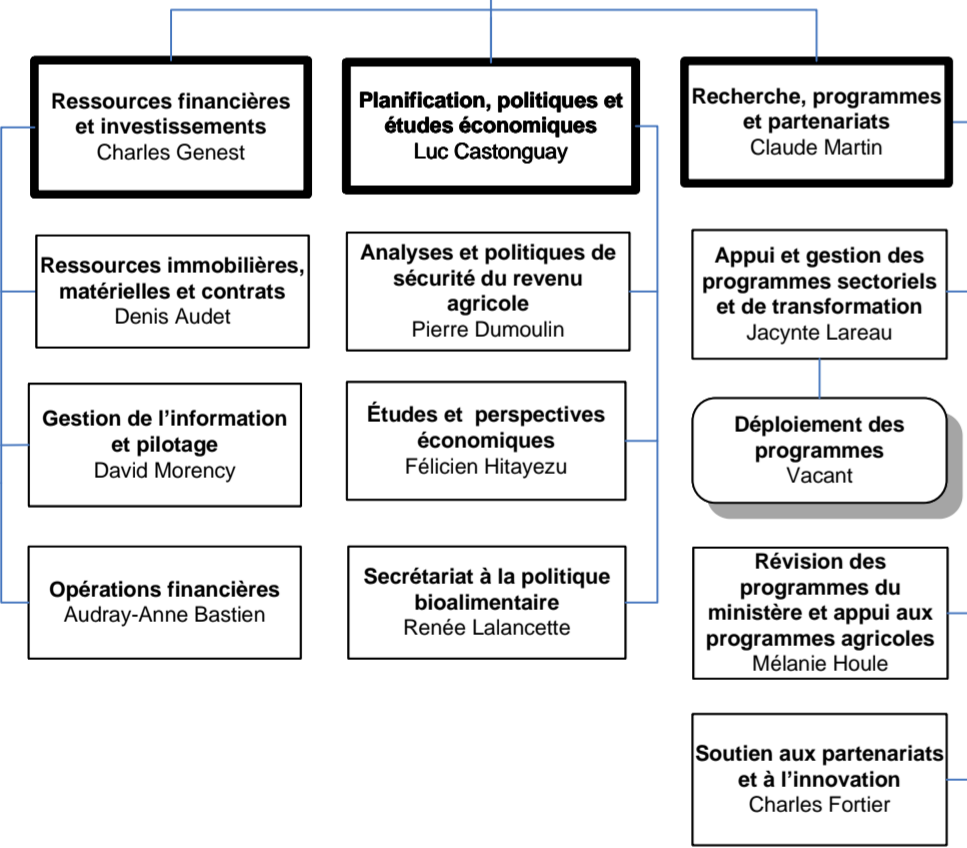 Ressources financières
et investissements
Charles Genest
Ressources immobilières,
matérielles et contrats
Denis Audet
Gestion de l’information
et pilotage
David Morency
Opérations financières
Audray-Anne Bastien
Planification, politiques et
études économiques
Luc Castonguay
Analyses et politiques de
sécurité du revenu
agricole
Pierre Dumoulin
Études et perspectives
économiques
Félicien Hitayezu
Secrétariat à la politique
bioalimentaire
Renée Lalancette
Recherche, programmes
et partenariats
Claude Martin
Appui et gestion des
programmes sectoriels
et de transformation
Jacynte Lareau
Déploiement des
programmes
Vacant
Révision des
programmes du
ministère et appui aux
programmes agricoles
Mélanie Houle
Soutien aux partenariats
et à l’innovation
Charles Fortier